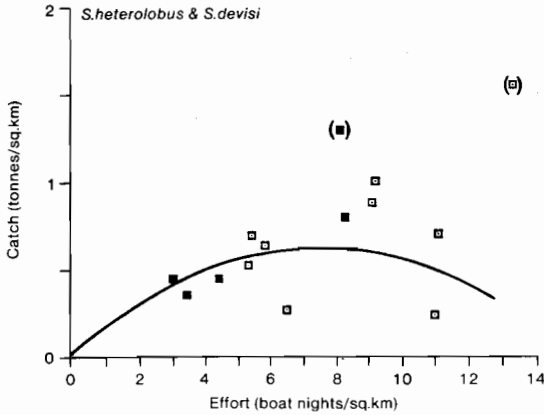 S.heterolobus & S.devisi
2
1
0
Catch (tonnes/sq.km)
0 2 4 6 8 10 12 14
Effort (boat nights/sq.km)